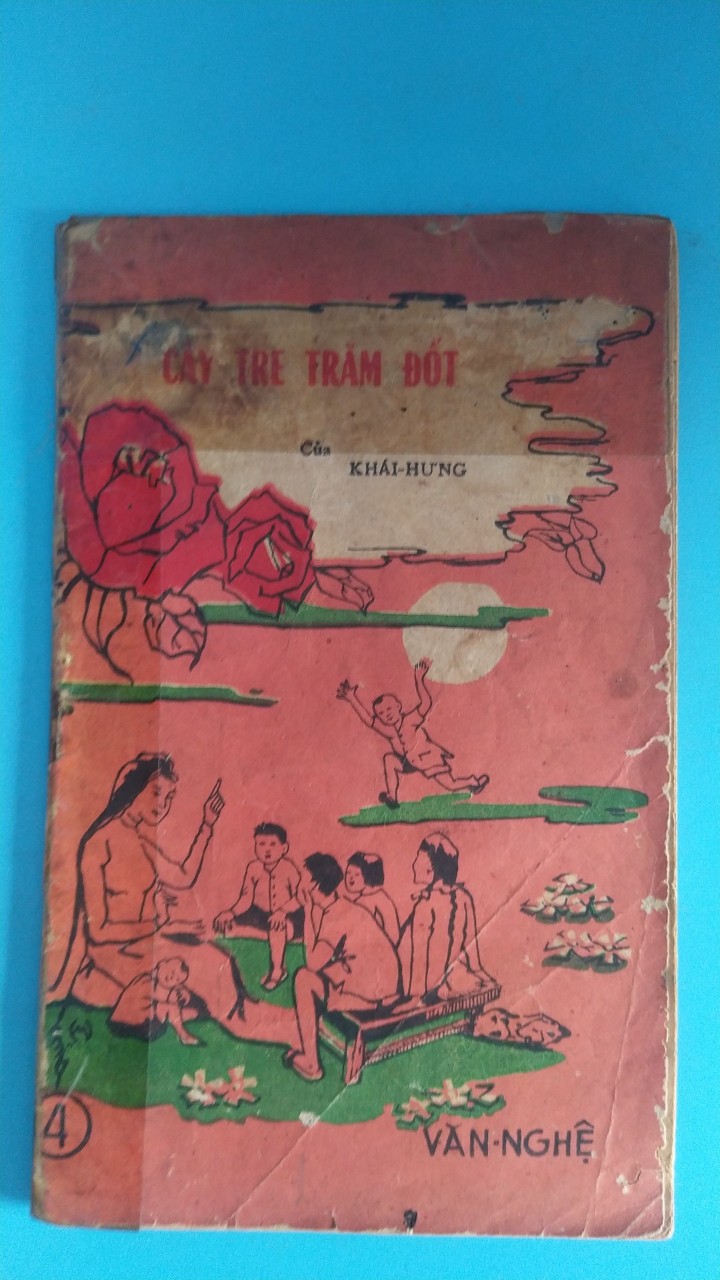 CÂY TRE TRĂM ĐỐT
Của
KHÁI-HƯNG
4
VĂN-NGHỆ